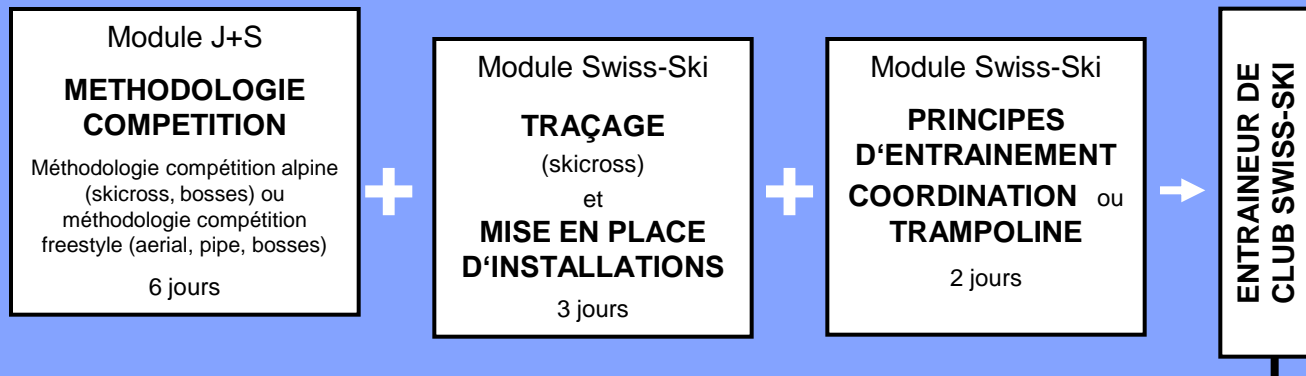 Module J+S
METHODOLOGIE
COMPETITION
Méthodologie compétition alpine
(skicross, bosses) ou
méthodologie compétition
freestyle (aerial, pipe, bosses)
6 jours
Module Swiss-Ski
TRAÇAGE
(skicross)
et
MISE EN PLACE
D‘INSTALLATIONS
3 jours
Module Swiss-Ski
PRINCIPES
D‘ENTRAINEMENT
COORDINATION ou
TRAMPOLINE
2 jours
ENTRAINEUR DE
CLUB SWISS-SKI